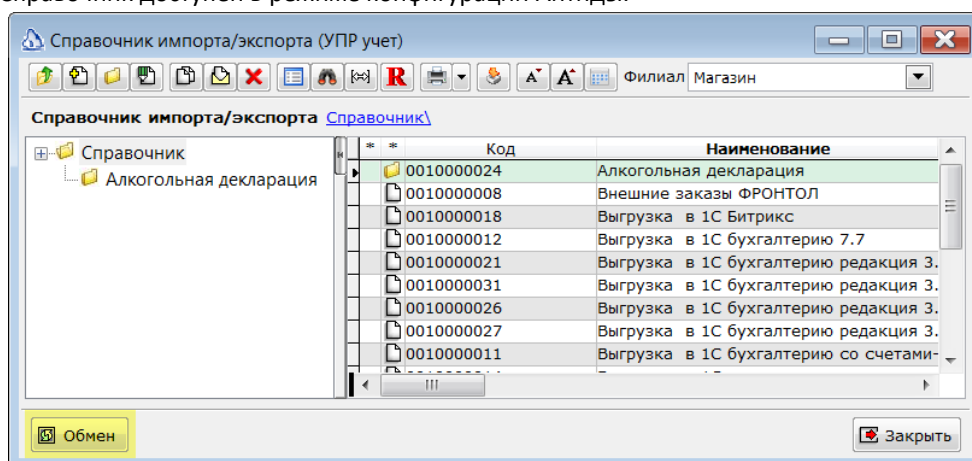 Справочник импорта/экспорта (УПР учет)
Филиал Магазин
Справочник импорта/экспорта Справочник\
Справочник
Алкогольная декларация
* * Код Наименование
0010000024 Алкогольная декларация
0010000008 Внешние заказы ФРОНТОЛ
0010000018 Выгрузка в 1С Битрикс
0010000012 Выгрузка в 1С бухгалтерию 7.7
0010000021 Выгрузка в 1С бухгалтерию редакция 3.
0010000031 Выгрузка в 1С бухгалтерию редакция 3.
0010000026 Выгрузка в 1С бухгалтерию редакция 3.
0010000027 Выгрузка в 1С бухгалтерию редакция 3.
0010000011 Выгрузка в 1С бухгалтерию со счетами-
Обмен
Закрыть